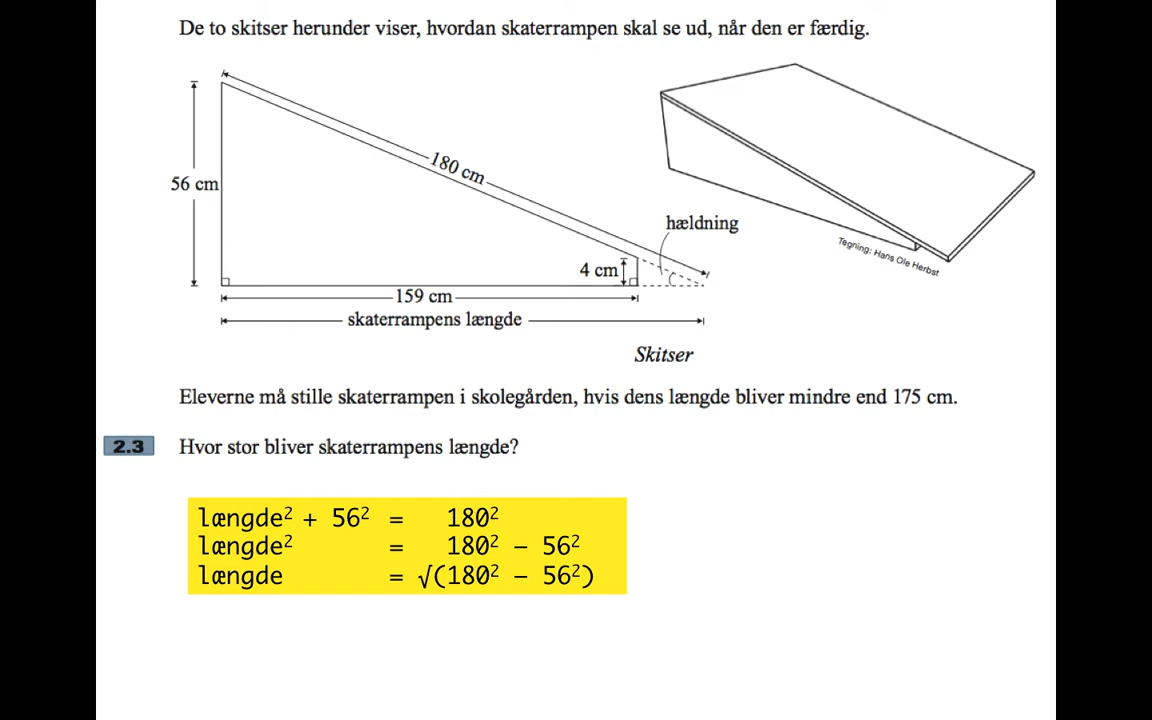 De to skitser herunder viser, hvordan skaterrampen skal se ud, når den er færdig.
180 cm
56 cm
hældning
Tegning: Hans Ole Herbst
4 cm
159 cm
skaterrampens længde
Skitser
Eleverne må stille skaterrampen i skolegården, hvis dens længde bliver mindre end 175 cm.
2.3 Hvor stor bliver skaterrampens længde?
længde² + 56² = 180²
længde² = 180² – 56²
længde = √(180² – 56²)